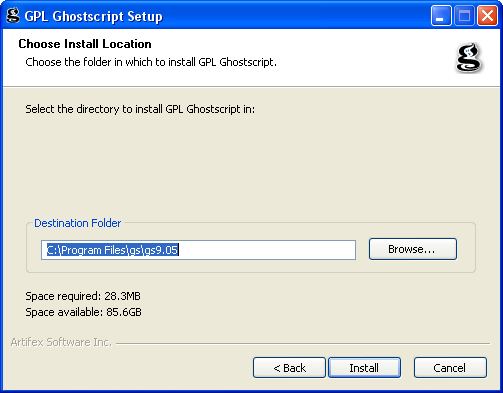 GPL Ghostscript Setup
Choose Install Location
Choose the folder in which to install GPL Ghostscript.
Select the directory to install GPL Ghostscript in:
Destination Folder
C:\Program Files\gs\gs9.05
Browse...
Space required: 28.3MB
Space available: 85.6GB
Artifex Software Inc.
< Back Install Cancel